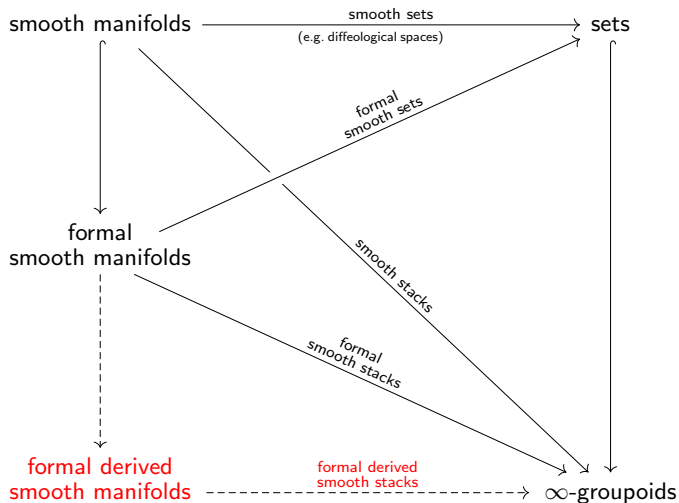 smooth manifolds
smooth sets
(e.g. diffeological spaces)
sets
formal
smooth sets
formal
smooth manifolds
smooth stacks
formal
smooth stacks
formal derived
smooth manifolds
formal derived
smooth stacks
∞-groupoids